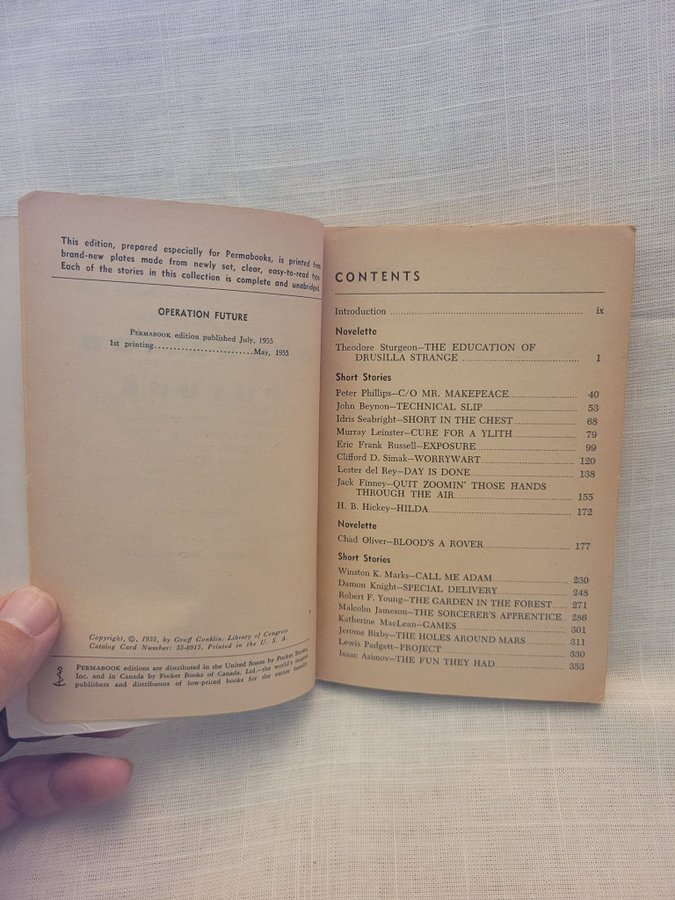 This edition, prepared especially for Permabooks, is printed from
brand-new plates made from newly set, clear, easy-to-read type.
Each of the stories in this collection is complete and unabridged.
OPERATION FUTURE
PERMABOOK edition published July, 1955
1st printing..........................May, 1955
Copyright, ©, 1955, by Groff Conklin. Library of Congress
Catalog Card Number: 55-8915. Printed in the U. S. A.
PERMABOOK editions are distributed in the United States by Pocket Books
Inc. and in Canada by Pocket Books of Canada, Ltd.—the world's largest
publishers and distributors of low-priced books for the entire family.
CONTENTS
Introduction ix
Novelette
Theodore Sturgeon—THE EDUCATION OF
DRUSILLA STRANGE 1
Short Stories
Peter Phillips—C/O MR. MAKEPEACE 40
John Beynon—TECHNICAL SLIP 53
Idris Seabright—SHORT IN THE CHEST 68
Murray Leinster—CURE FOR A YLITH 79
Eric Frank Russell—EXPOSURE 99
Clifford D. Simak—WORRYWART 120
Lester del Rey—DAY IS DONE 138
Jack Finney—QUIT ZOOMIN' THOSE HANDS
THROUGH THE AIR 155
H. B. Hickey—HILDA 172
Novelette
Chad Oliver—BLOOD'S A ROVER 177
Short Stories
Winston K. Marks—CALL ME ADAM 230
Damon Knight—SPECIAL DELIVERY 248
Robert F. Young—THE GARDEN IN THE FOREST 271
Malcolm Jameson—THE SORCERER'S APPRENTICE 286
Katherine MacLean—GAMES 301
Jerome Bixby—THE HOLES AROUND MARS 311
Lewis Padgett—PROJECT 330
Isaac Asimov—THE FUN THEY HAD 353